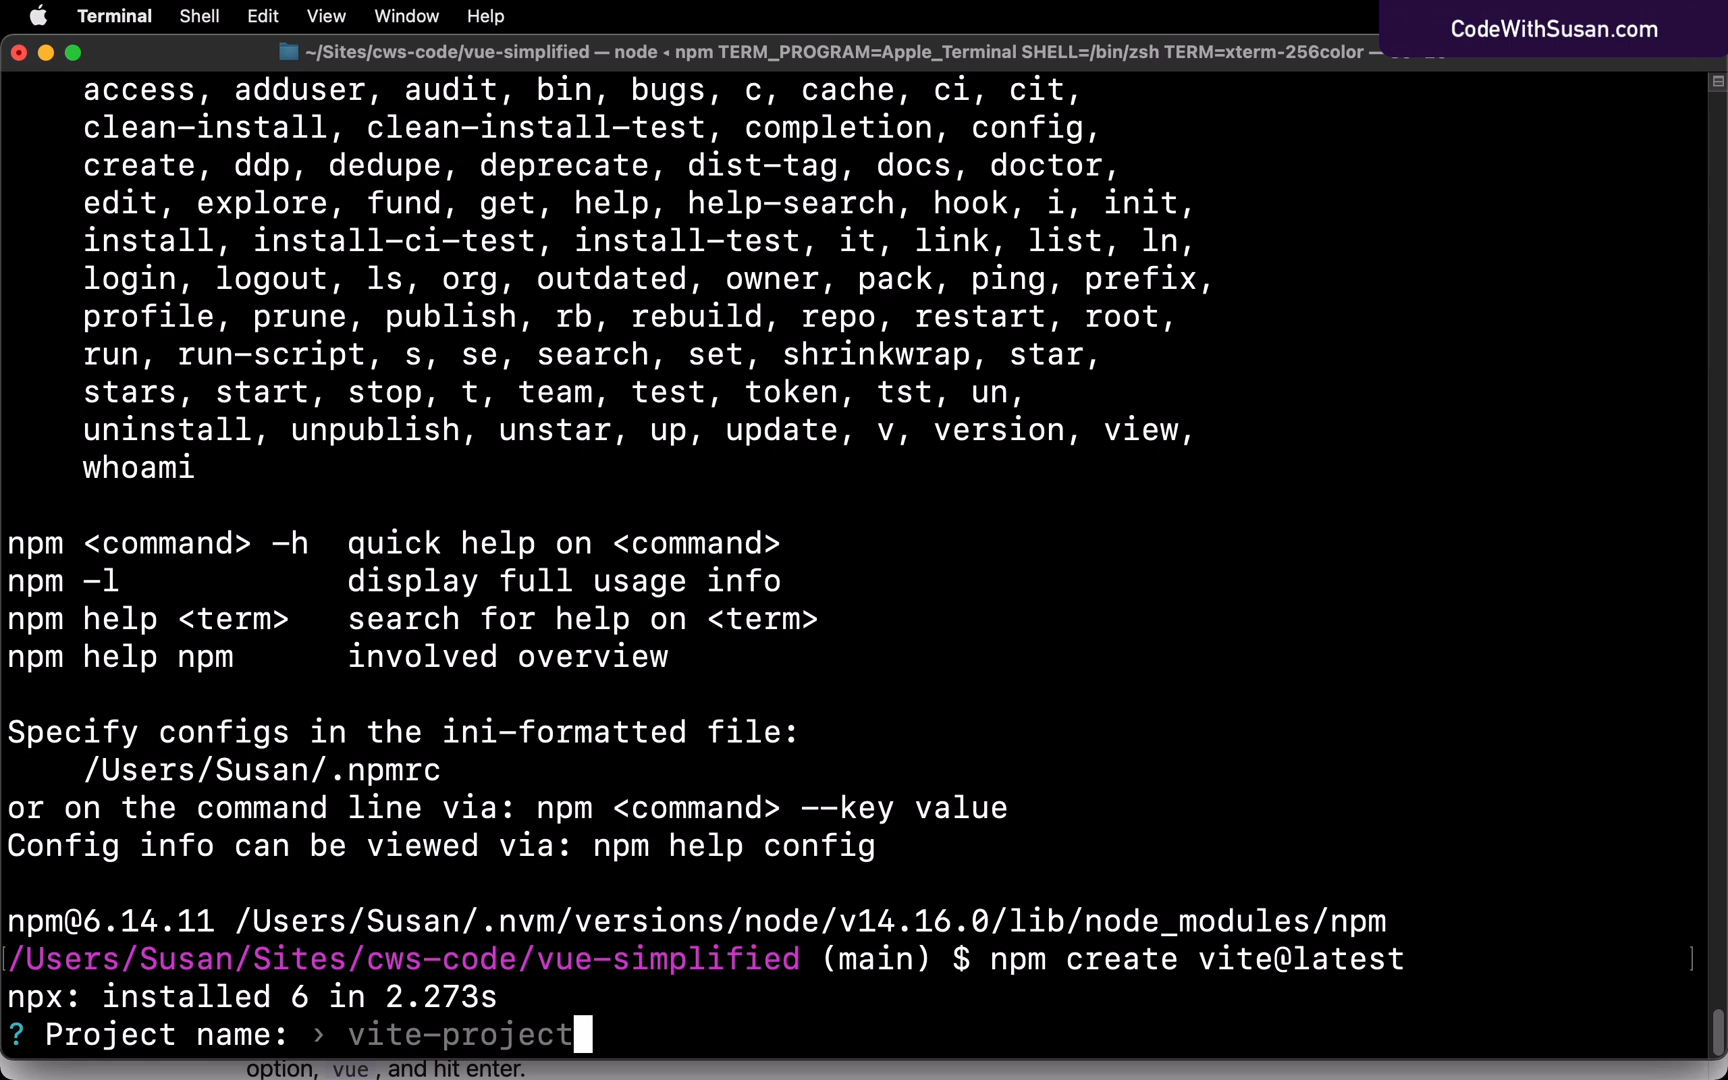 Terminal Shell Edit View Window Help
CodeWithSusan.com
~/Sites/cws-code/vue-simplified — node ◂ npm TERM_PROGRAM=Apple_Terminal SHELL=/bin/zsh TERM=xterm-256color —
access, adduser, audit, bin, bugs, c, cache, ci, cit,
clean-install, clean-install-test, completion, config,
create, ddp, dedupe, deprecate, dist-tag, docs, doctor,
edit, explore, fund, get, help, help-search, hook, i, init,
install, install-ci-test, install-test, it, link, list, ln,
login, logout, ls, org, outdated, owner, pack, ping, prefix,
profile, prune, publish, rb, rebuild, repo, restart, root,
run, run-script, s, se, search, set, shrinkwrap, star,
stars, start, stop, t, team, test, token, tst, un,
uninstall, unpublish, unstar, up, update, v, version, view,
whoami
npm <command> -h  quick help on <command>
npm -l            display full usage info
npm help <term>   search for help on <term>
npm help npm      involved overview
Specify configs in the ini-formatted file:
/Users/Susan/.npmrc
or on the command line via: npm <command> --key value
Config info can be viewed via: npm help config
npm@6.14.11 /Users/Susan/.nvm/versions/node/v14.16.0/lib/node_modules/npm
[/Users/Susan/Sites/cws-code/vue-simplified (main) $ npm create vite@latest ]
npx: installed 6 in 2.273s
? Project name: › vite-project
option, vue , and hit enter.